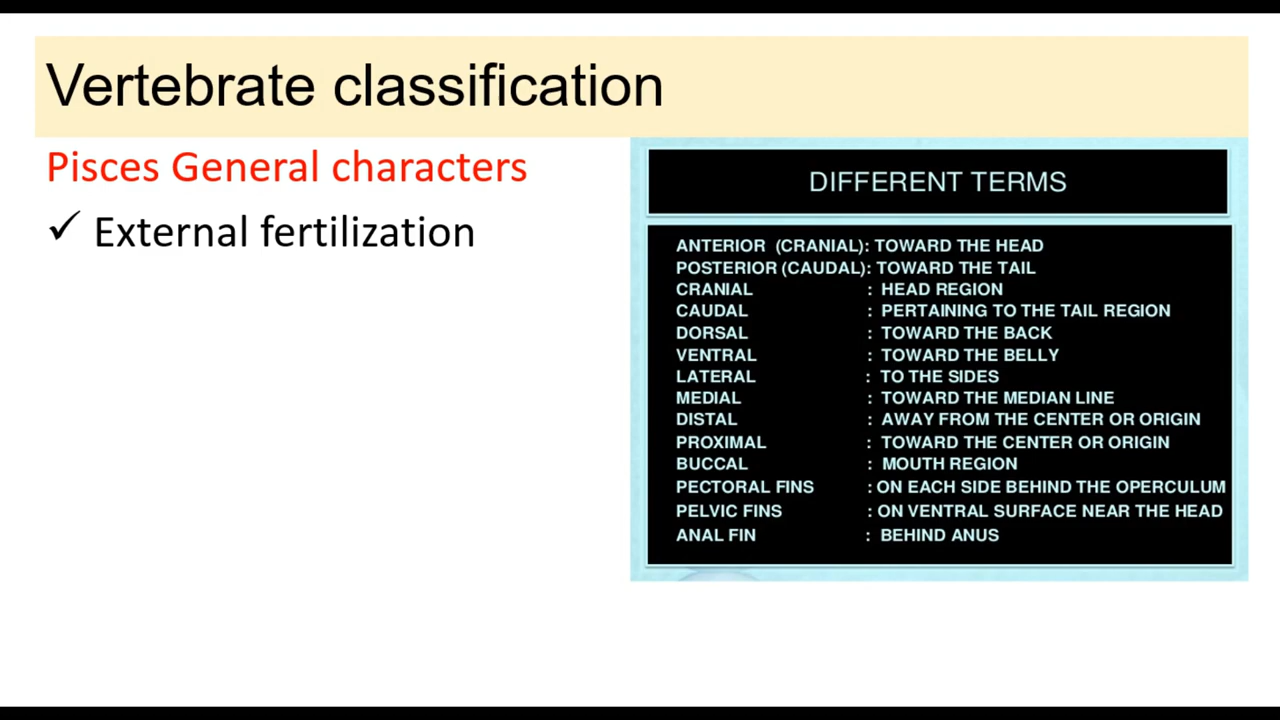 Vertebrate classification
Pisces General characters
✓ External fertilization
DIFFERENT TERMS
ANTERIOR (CRANIAL): TOWARD THE HEAD
POSTERIOR (CAUDAL): TOWARD THE TAIL
CRANIAL : HEAD REGION
CAUDAL : PERTAINING TO THE TAIL REGION
DORSAL : TOWARD THE BACK
VENTRAL : TOWARD THE BELLY
LATERAL : TO THE SIDES
MEDIAL : TOWARD THE MEDIAN LINE
DISTAL : AWAY FROM THE CENTER OR ORIGIN
PROXIMAL : TOWARD THE CENTER OR ORIGIN
BUCCAL : MOUTH REGION
PECTORAL FINS : ON EACH SIDE BEHIND THE OPERCULUM
PELVIC FINS : ON VENTRAL SURFACE NEAR THE HEAD
ANAL FIN : BEHIND ANUS